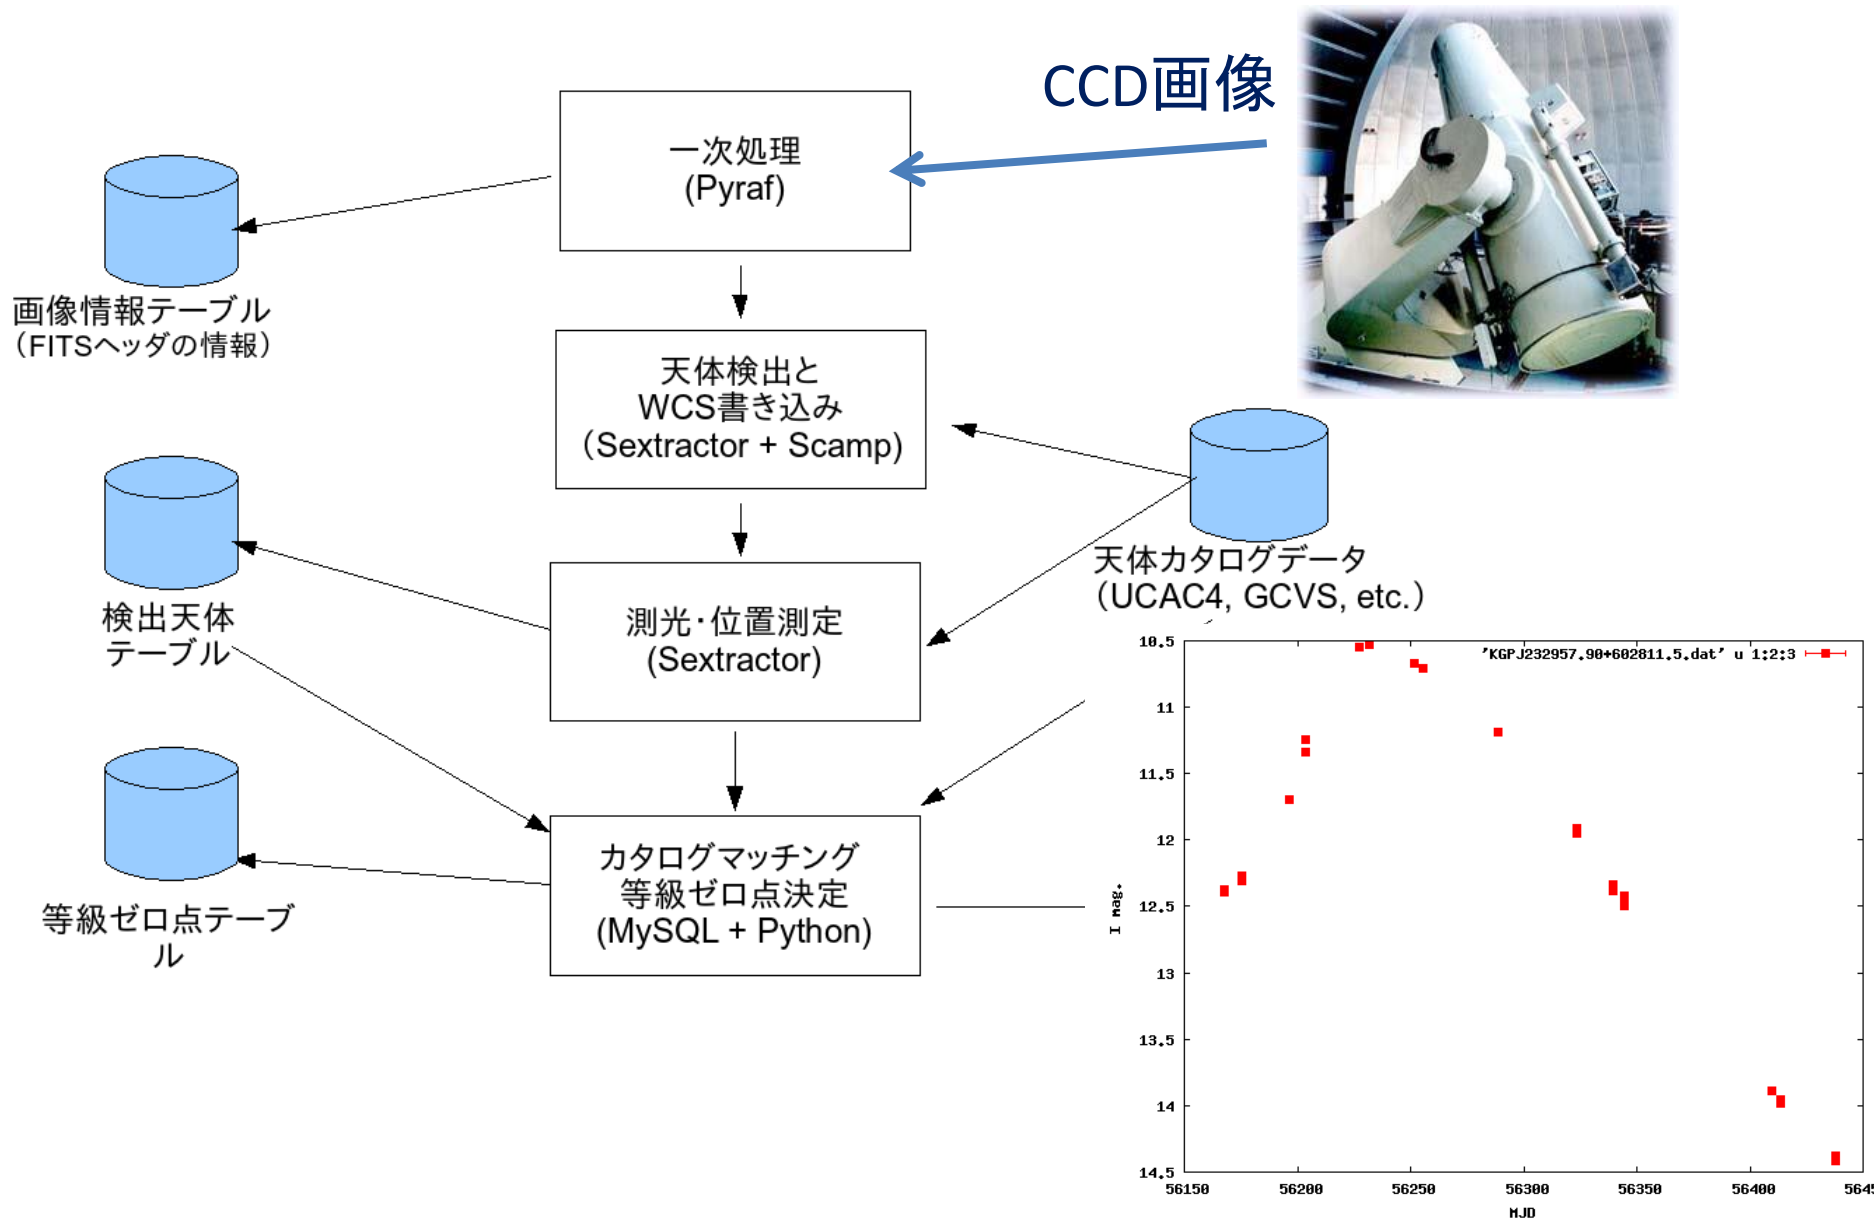 CCD画像
一次処理
(Pyraf)
画像情報テーブル
（FITSヘッダの情報）
天体検出と
WCS書き込み
（Sextractor + Scamp)
天体カタログデータ
（UCAC4, GCVS, etc.）
検出天体
テーブル
測光・位置測定
(Sextractor)
等級ゼロ点テーブ
ル
カタログマッチング
等級ゼロ点決定
(MySQL + Python)
'KGPJ232957.90+602811.5.dat' u 1:2:3
10.5
11
11.5
12
12.5
13
13.5
14
14.5
I mag.
56150 56200 56250 56300 56350 56400 5645
MJD